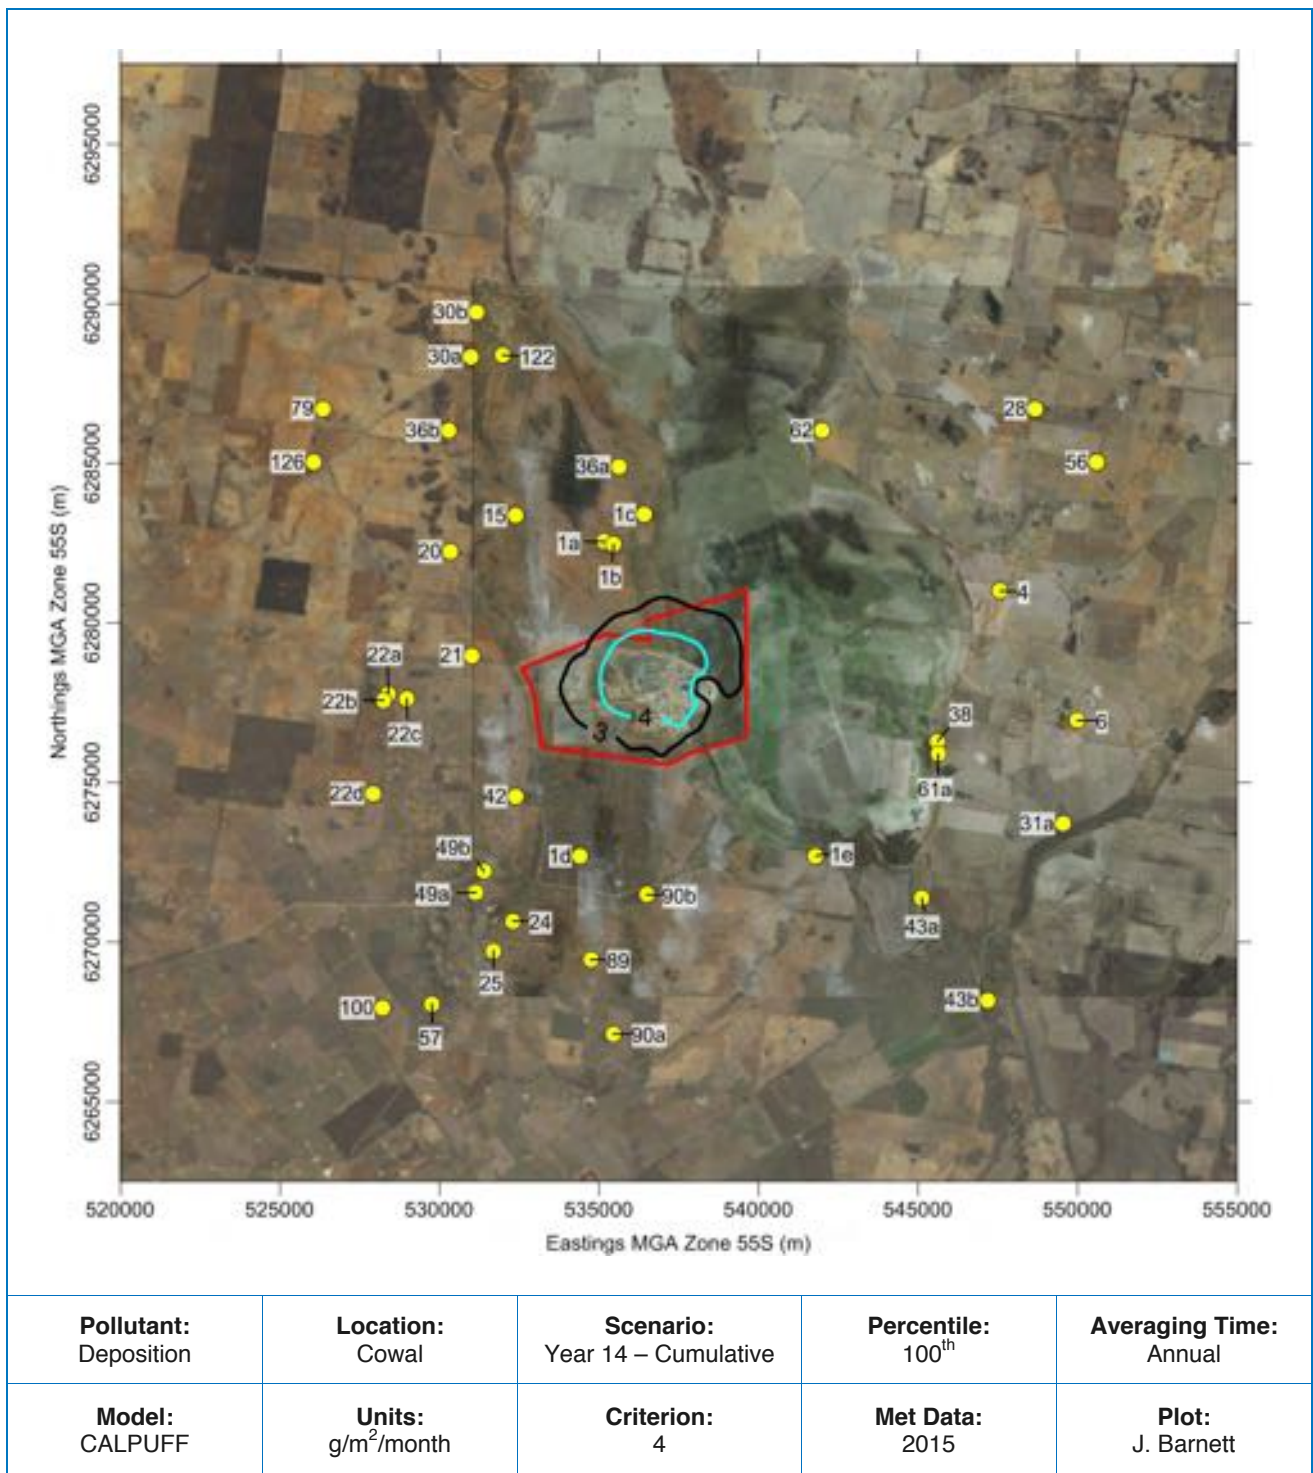 6295000
6290000
6285000
6280000
6275000
6270000
6265000
Northings MGA Zone 55S (m)
30b
30a
122
79
36b
126
28
62
56
36a
15
1c
1a
20
1b
4
22a
21
22b
22c
3
4
38
6
61a
22d
42
31a
49b
1d
1e
49a
90b
24
43a
89
25
43b
100
57
90a
520000 525000 530000 535000 540000 545000 550000 555000
Eastings MGA Zone 55S (m)
Pollutant:
Deposition
Location:
Cowal
Scenario:
Year 14 – Cumulative
Percentile:
100th
Averaging Time:
Annual
Model:
CALPUFF
Units:
g/m2/month
Criterion:
4
Met Data:
2015
Plot:
J. Barnett